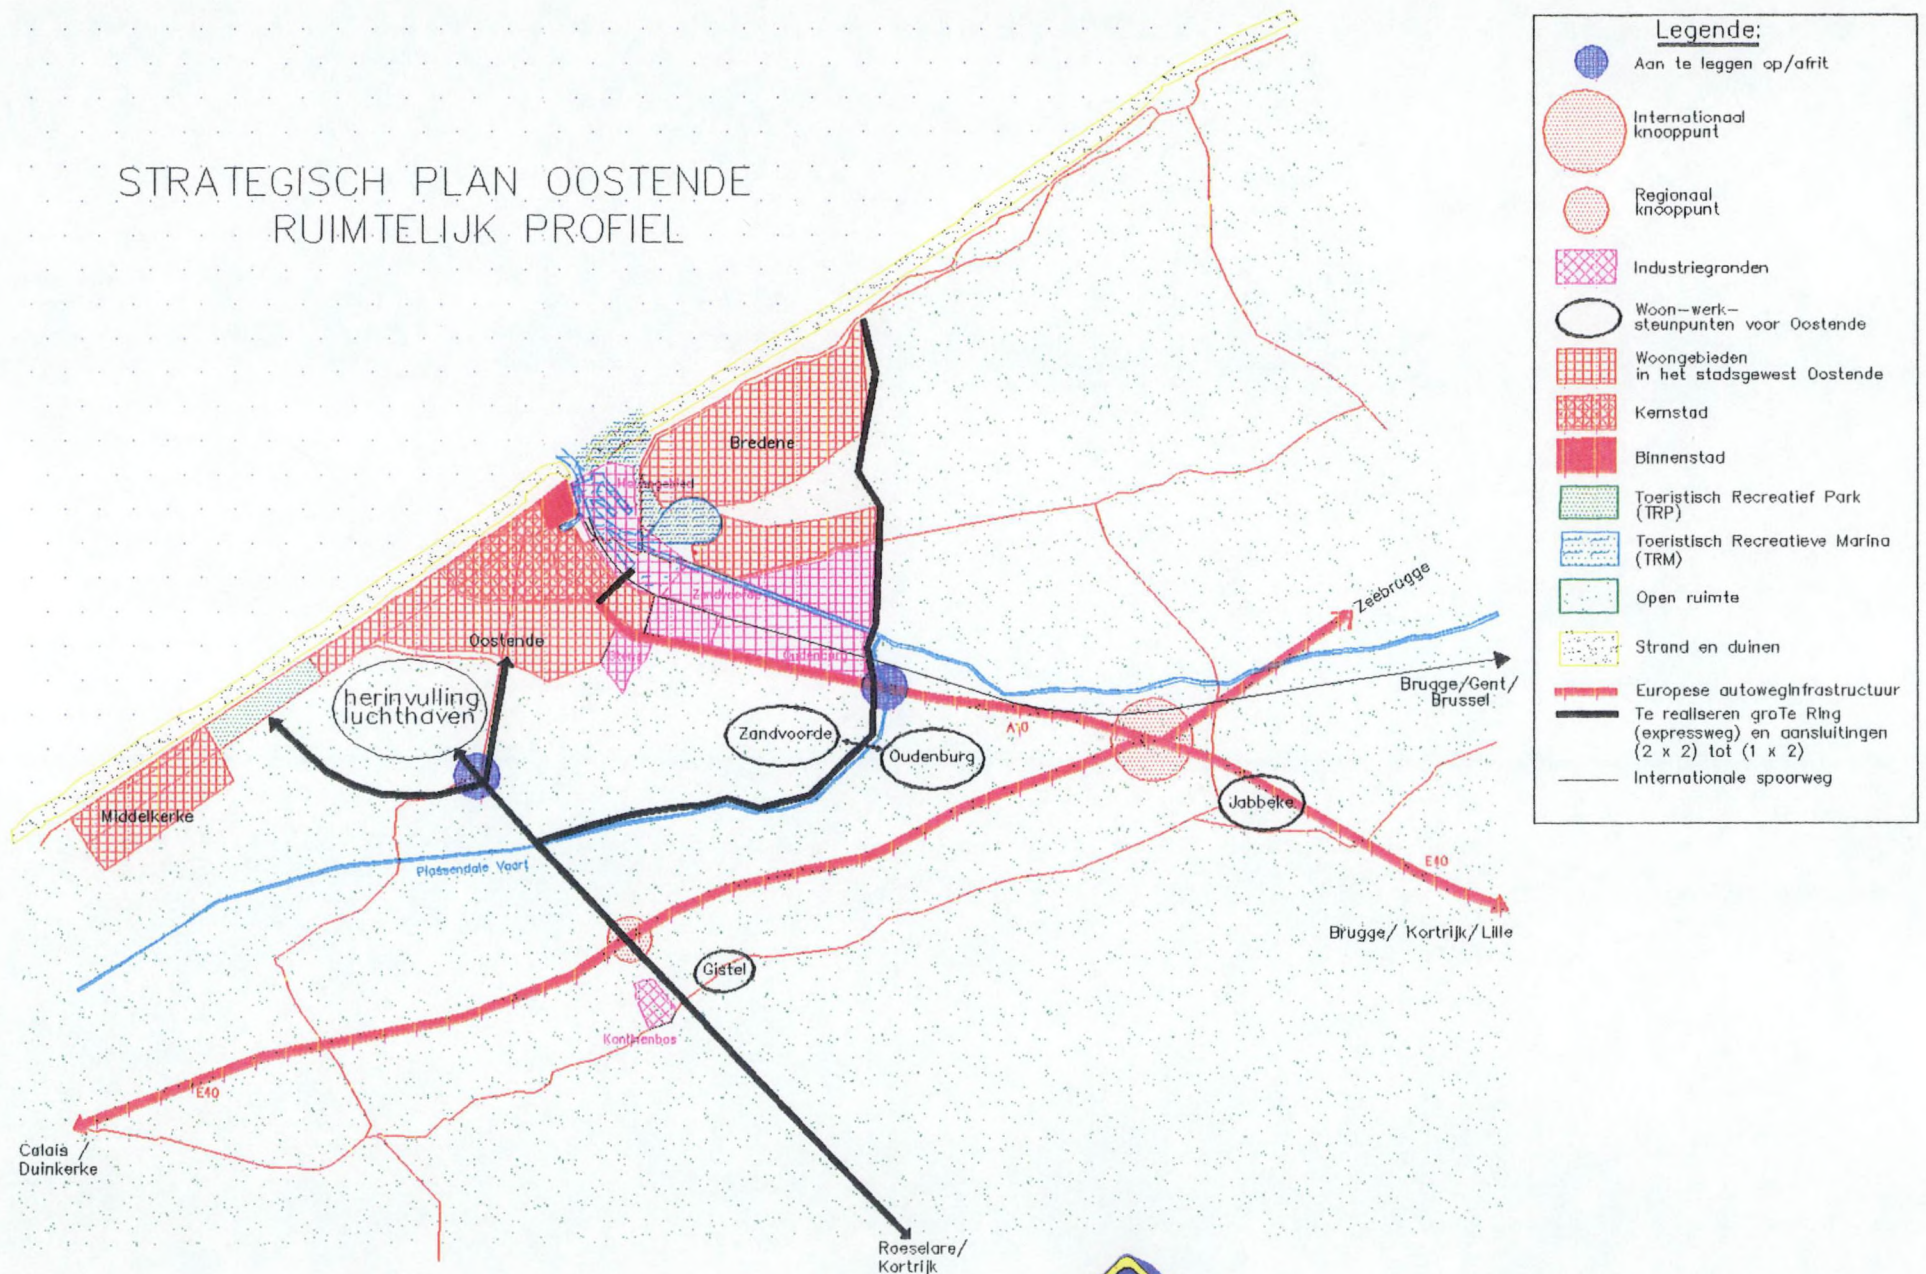 STRATEGISCH PLAN OOSTENDE
RUIMTELIJK PROFIEL
Legende:
Aan te leggen op/afrit
Internationaal
knooppunt
Regionaal
knooppunt
Industriegronden
Woon-werk-
steunpunten voor Oostende
Woongebieden
in het stadsgewest Oostende
Kernstad
Binnenstad
Toeristisch Recreatief Park
(TRP)
Toeristisch Recreatieve Marina
(TRM)
Open ruimte
Strand en duinen
Europese autoweginfrastructuur
Te realiseren groTe Ring
(expressweg) en aansluitingen
(2 x 2) tot (1 x 2)
Internationale spoorweg
Bredene
Zandvoorde
Oostende
Zeebrugge
herinvulling
luchthaven
Brugge/Gent/
Brussel
Zandvoorde
Oudenburg
A10
Jabbeke
Middelkerke
Plassendale Vaart
E40
Brugge/ Kortrijk/Lille
Gistel
E40
Calais /
Duinkerke
Roeselare/
Kortrijk